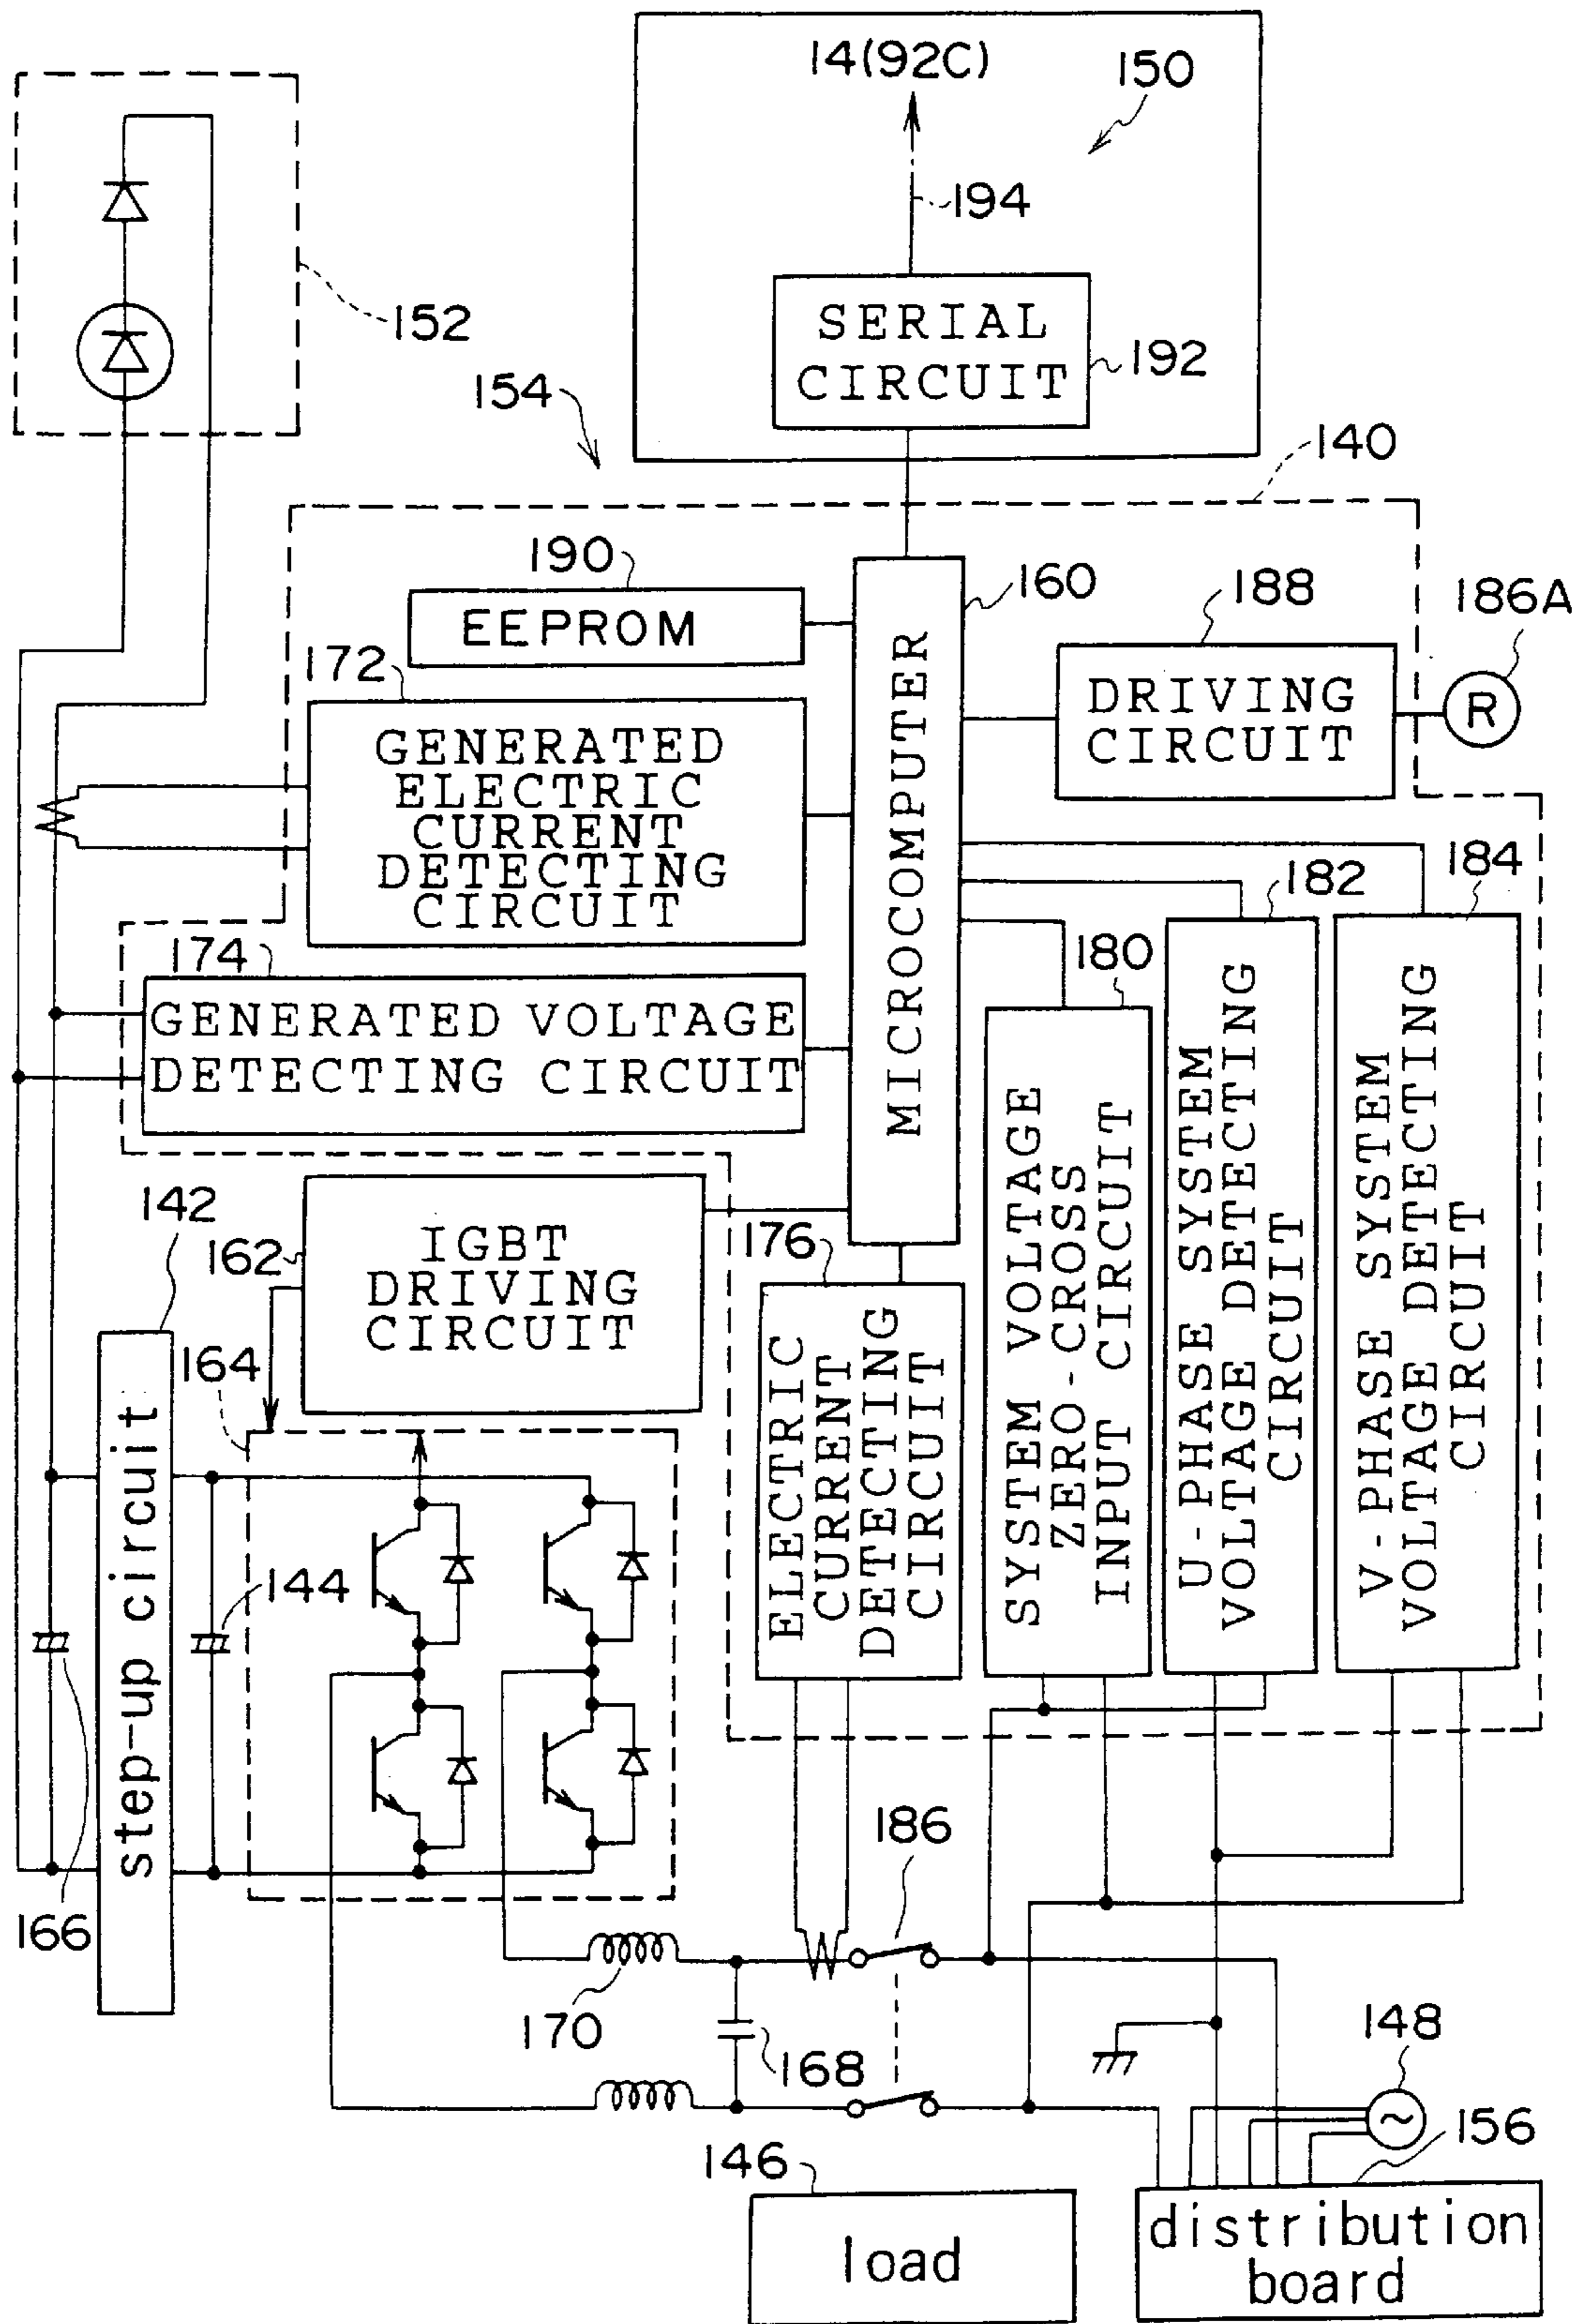 14(92C)
150
194
SERIAL
CIRCUIT
192
152
154
140
190
EEPROM
160
188
186A
R
DRIVING
CIRCUIT
172
GENERATED
ELECTRIC
CURRENT
DETECTING
CIRCUIT
MICROCOMPUTER
174
GENERATED VOLTAGE
DETECTING CIRCUIT
180
182
184
SYSTEM VOLTAGE
ZERO-CROSS
INPUT CIRCUIT
U-PHASE SYSTEM
VOLTAGE DETECTING
CIRCUIT
V-PHASE SYSTEM
VOLTAGE DETECTING
CIRCUIT
142
162
IGBT
DRIVING
CIRCUIT
176
ELECTRIC
CURRENT
DETECTING
CIRCUIT
164
step-up circuit
144
166
186
170
168
148
~
156
146
load
distribution
board